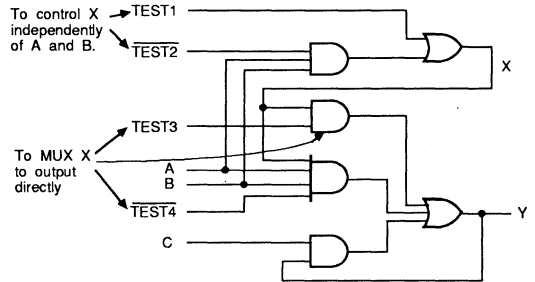 To control X
independently
of A and B.
TEST1
TEST2
X
To MUX X
to output
directly
TEST3
A
B
TEST4
C
Y